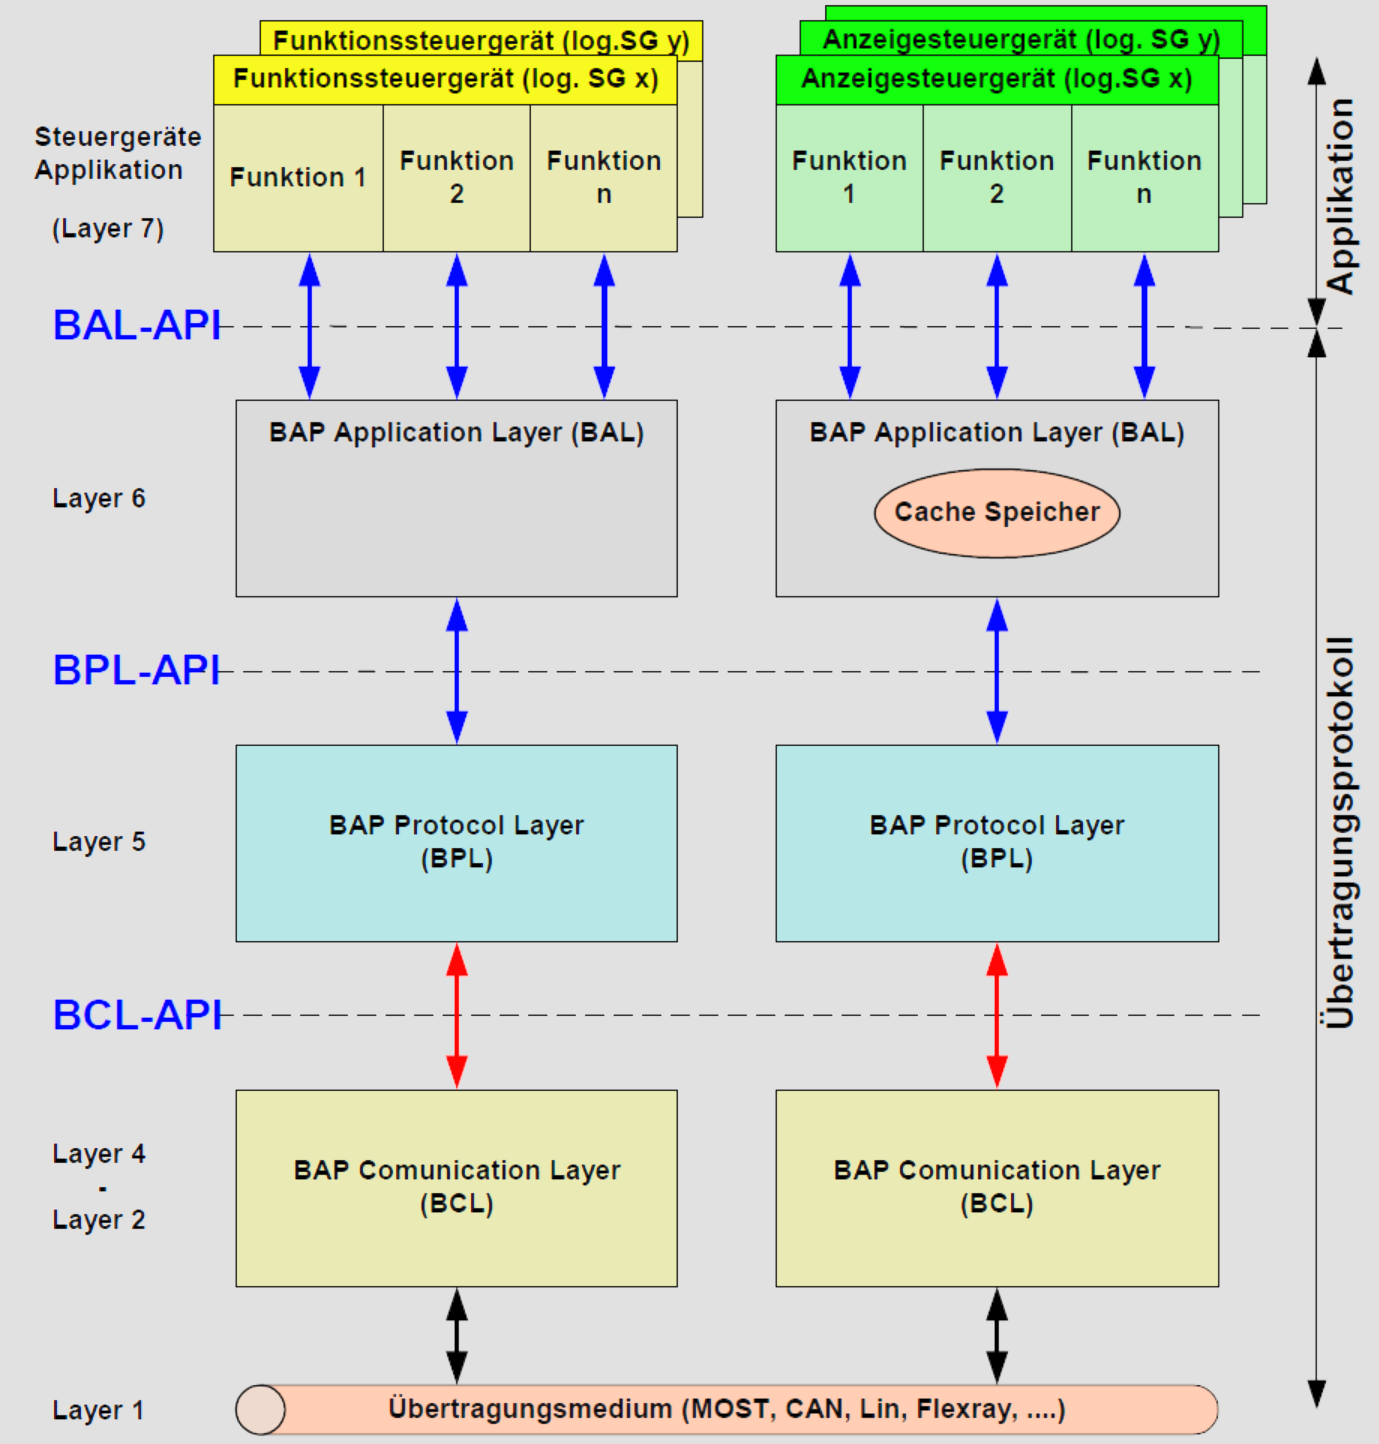 Funktionssteuergerät (log.SG y)
Anzeigesteuergerät (log. SG y)
Funktionssteuergerät (log. SG x)
Anzeigesteuergerät (log.SG x)
Steuergeräte
Applikation
(Layer 7)
Funktion 1
Funktion
2
Funktion
n
Funktion
1
Funktion
2
Funktion
n
Applikation
BAL-API
BAP Application Layer (BAL)
BAP Application Layer (BAL)
Layer 6
Cache Speicher
BPL-API
Übertragungsprotokoll
Layer 5
BAP Protocol Layer
(BPL)
BAP Protocol Layer
(BPL)
BCL-API
Layer 4
-
Layer 2
BAP Comunication Layer
(BCL)
BAP Comunication Layer
(BCL)
Layer 1
Übertragungsmedium (MOST, CAN, Lin, Flexray, ....)